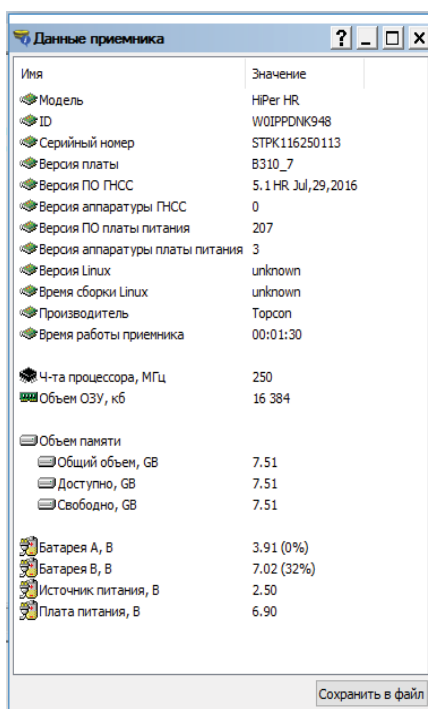 Данные приемника
Имя Значение
Модель HiPer HR
ID W0IPPDNK948
Серийный номер STPK116250113
Версия платы B310_7
Версия ПО ГНСС 5.1HR Jul,29,2016
Версия аппаратуры ГНСС 0
Версия ПО платы питания 207
Версия аппаратуры платы питания 3
Версия Linux unknown
Время сборки Linux unknown
Производитель Topcon
Время работы приемника 00:01:30
Ч-та процессора, МГц 250
Объем ОЗУ, кб 16 384
Объем памяти
Общий объем, GB 7.51
Доступно, GB 7.51
Свободно, GB 7.51
Батарея A, В 3.91 (0%)
Батарея B, В 7.02 (32%)
Источник питания, В 2.50
Плата питания, В 6.90
Сохранить в файл